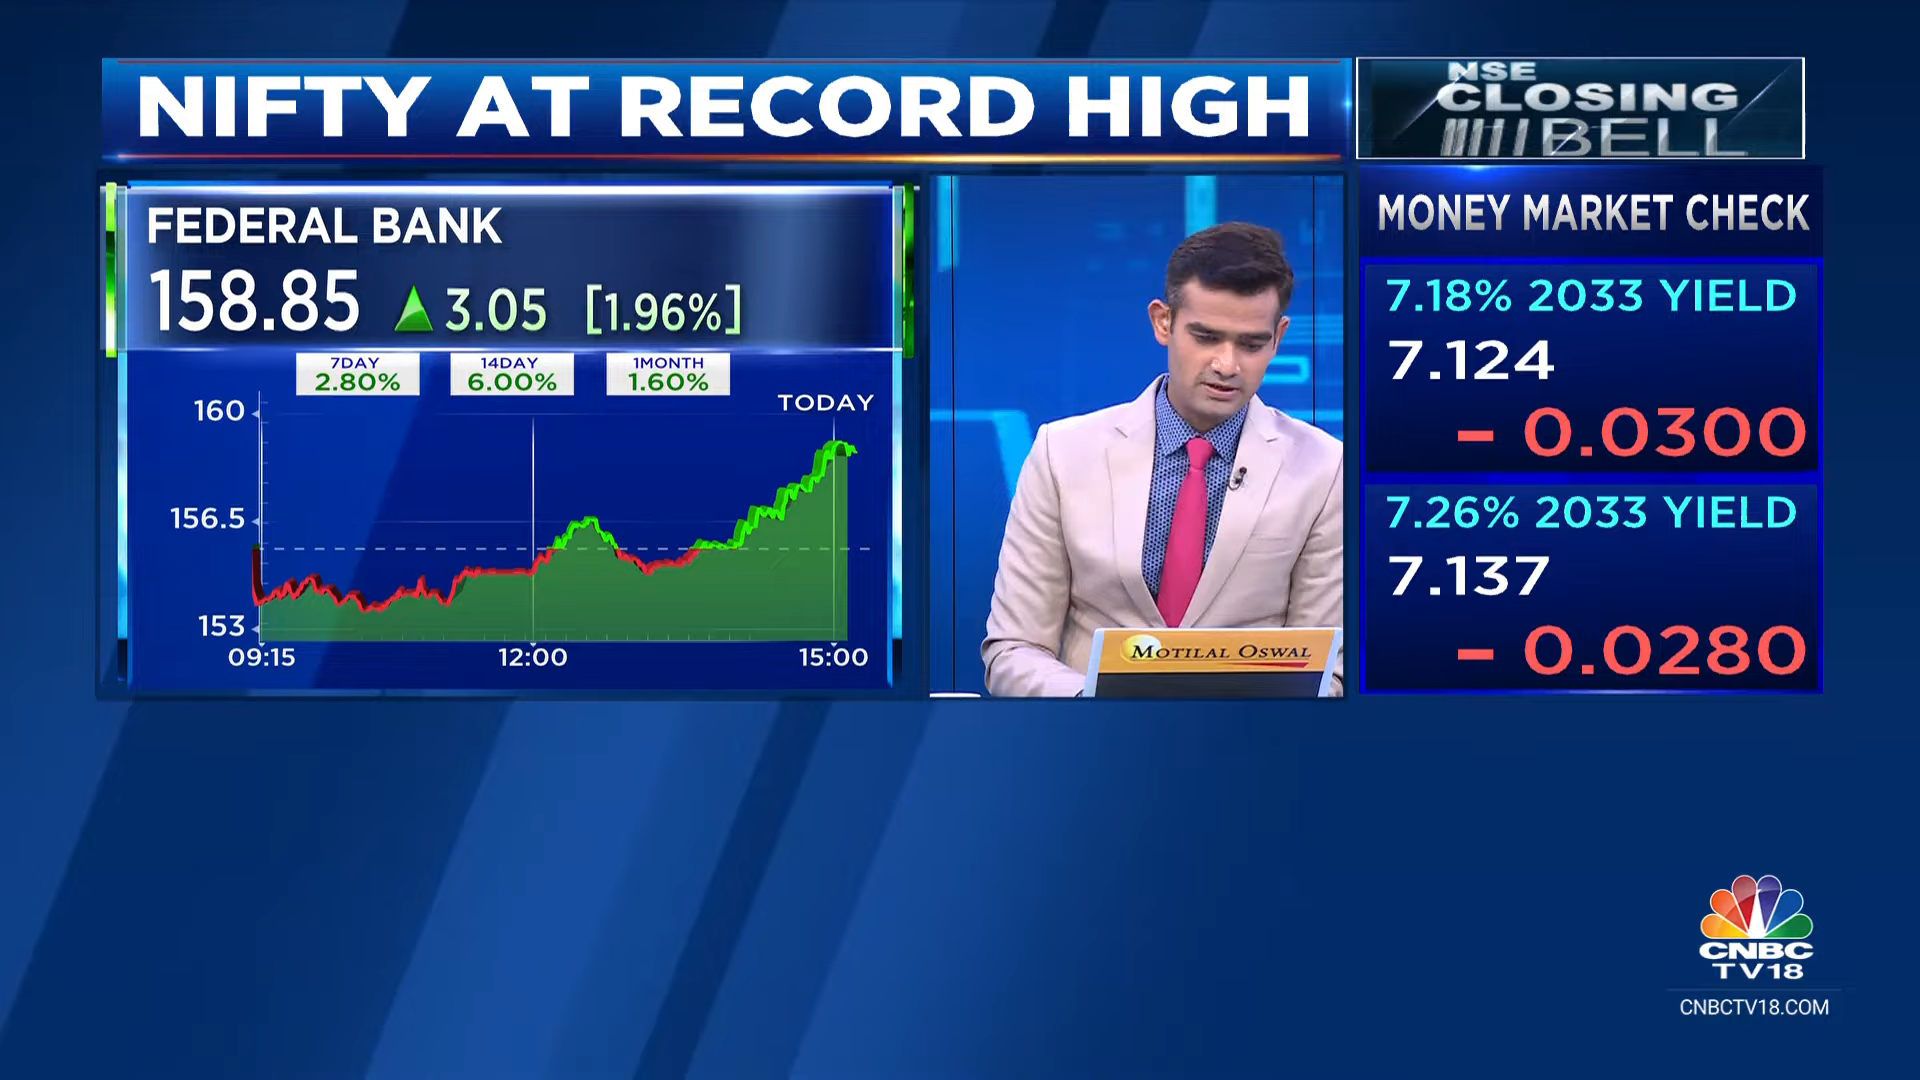 NIFTY AT RECORD HIGH
NSE
CLOSING
BELL
FEDERAL BANK
158.85 ▲ 3.05 [1.96%]
7DAY
2.80%
14DAY
6.00%
1MONTH
1.60%
TODAY
160
156.5
153
09:15 12:00 15:00
MOTILAL OSWAL
MONEY MARKET CHECK
7.18% 2033 YIELD
7.124
- 0.0300
7.26% 2033 YIELD
7.137
- 0.0280
CNBC
TV18
CNBCTV18.COM